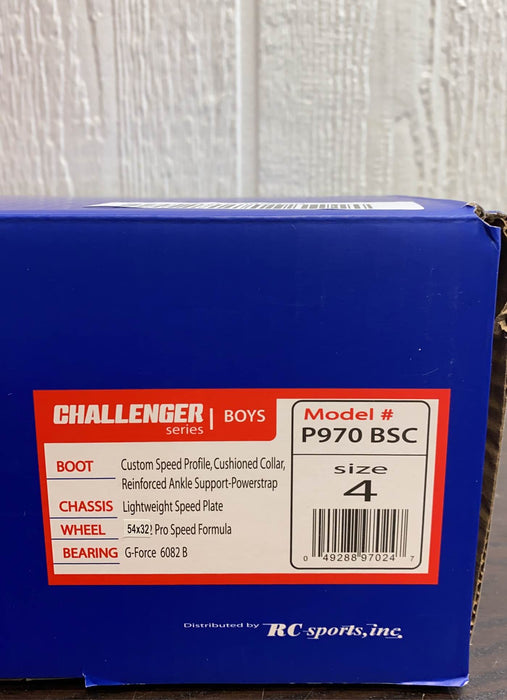 CHALLENGER
series | BOYS
BOOT Custom Speed Profile, Cushioned Collar,
Reinforced Ankle Support-Powerstrap
CHASSIS Lightweight Speed Plate
WHEEL 54x32 Pro Speed Formula
BEARING G-Force 6082 B
Model #
P970 BSC
size
4
0 49288 97024 7
Distributed by RC-sports, inc.